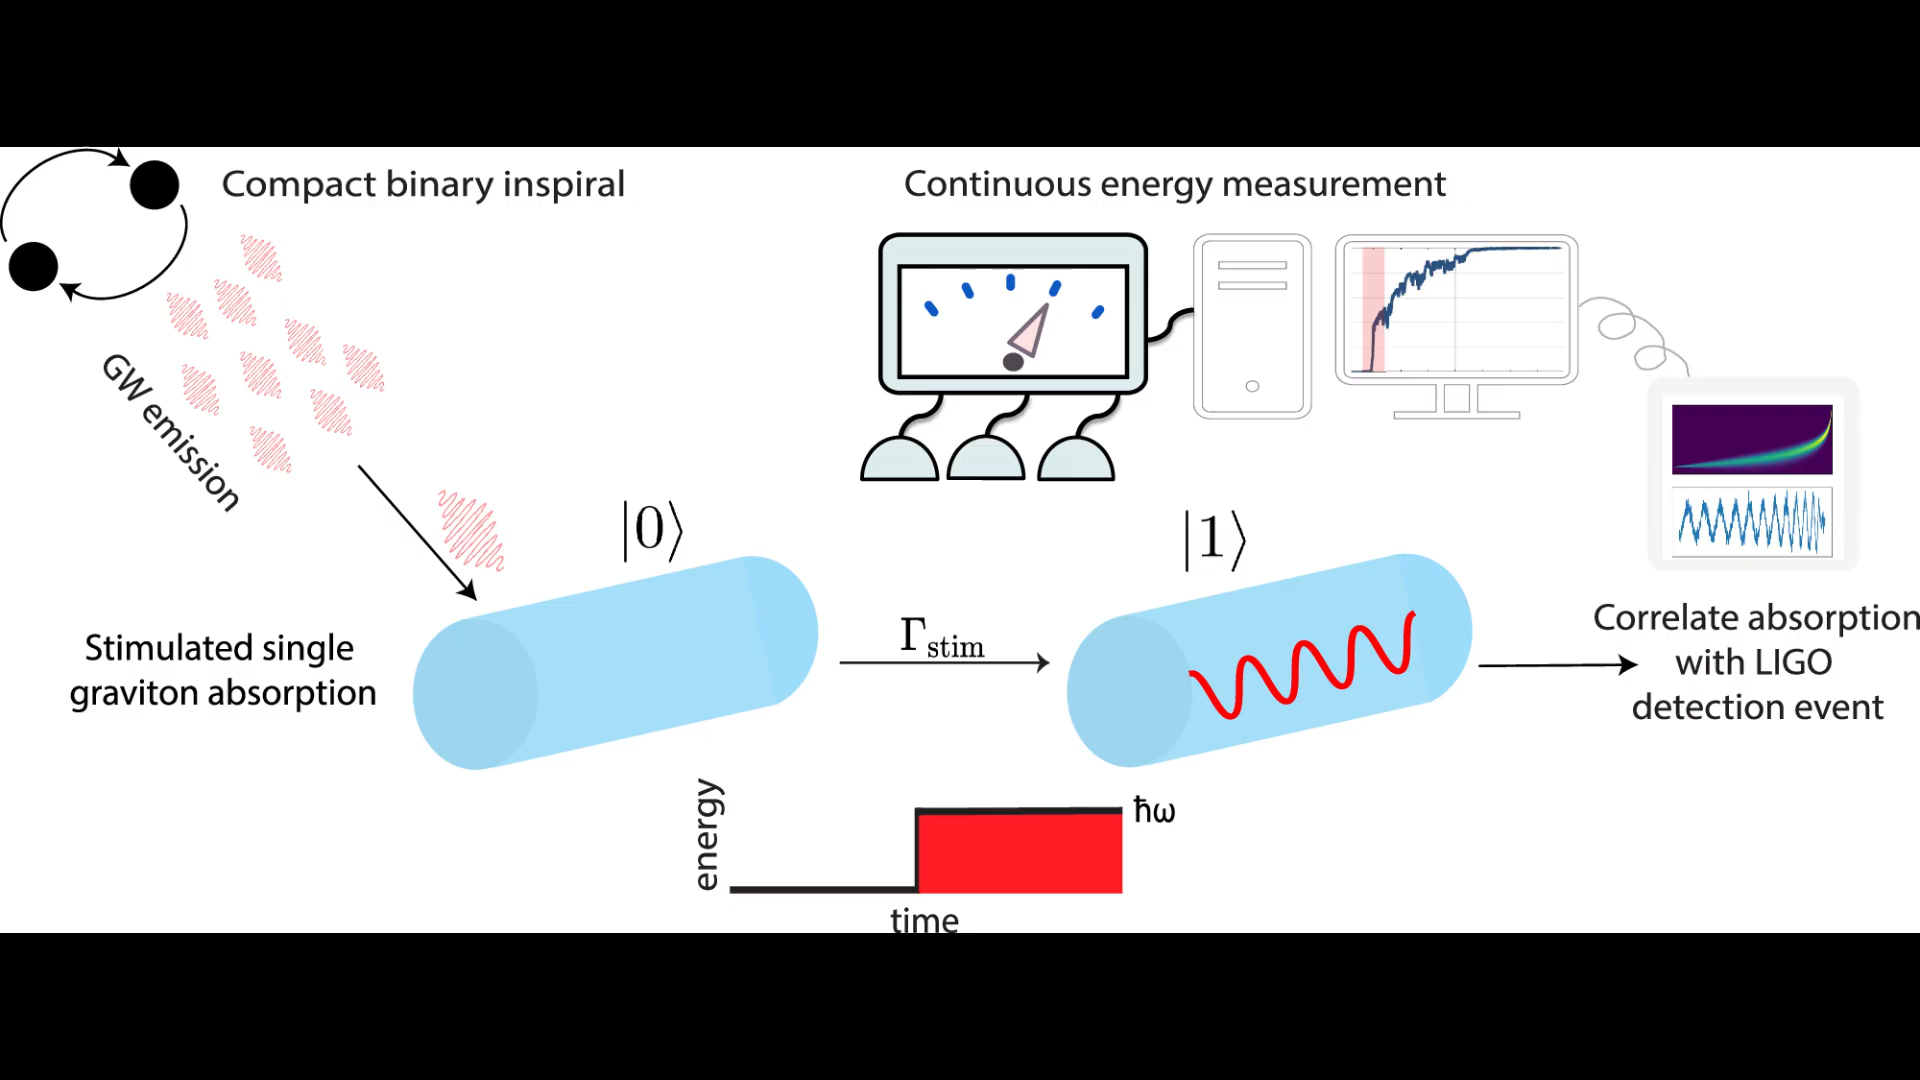 Compact binary inspiral
Continuous energy measurement
GW emission
|0⟩
|1⟩
Stimulated single
graviton absorption
Γstim
Correlate absorption
with LIGO
detection event
energy
ħω
time